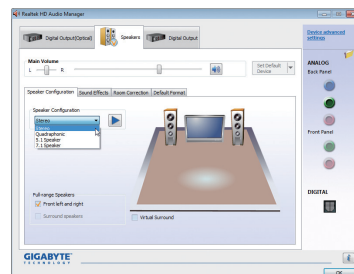 Realtek HD Audio Manager
Digital Output(Optical)
Speakers
Digital Output
Device advanced settings
Main Volume
L
R
Set Default Device
ANALOG
Back Panel
Speaker Configuration
Sound Effects
Room Correction
Default Format
Speaker Configuration
Stereo
Stereo
Quadraphonic
5.1 Speaker
7.1 Speaker
Front Panel
Full-range Speakers
Front left and right
Surround speakers
Virtual Surround
DIGITAL
GIGABYTE
TECHNOLOGY
OK